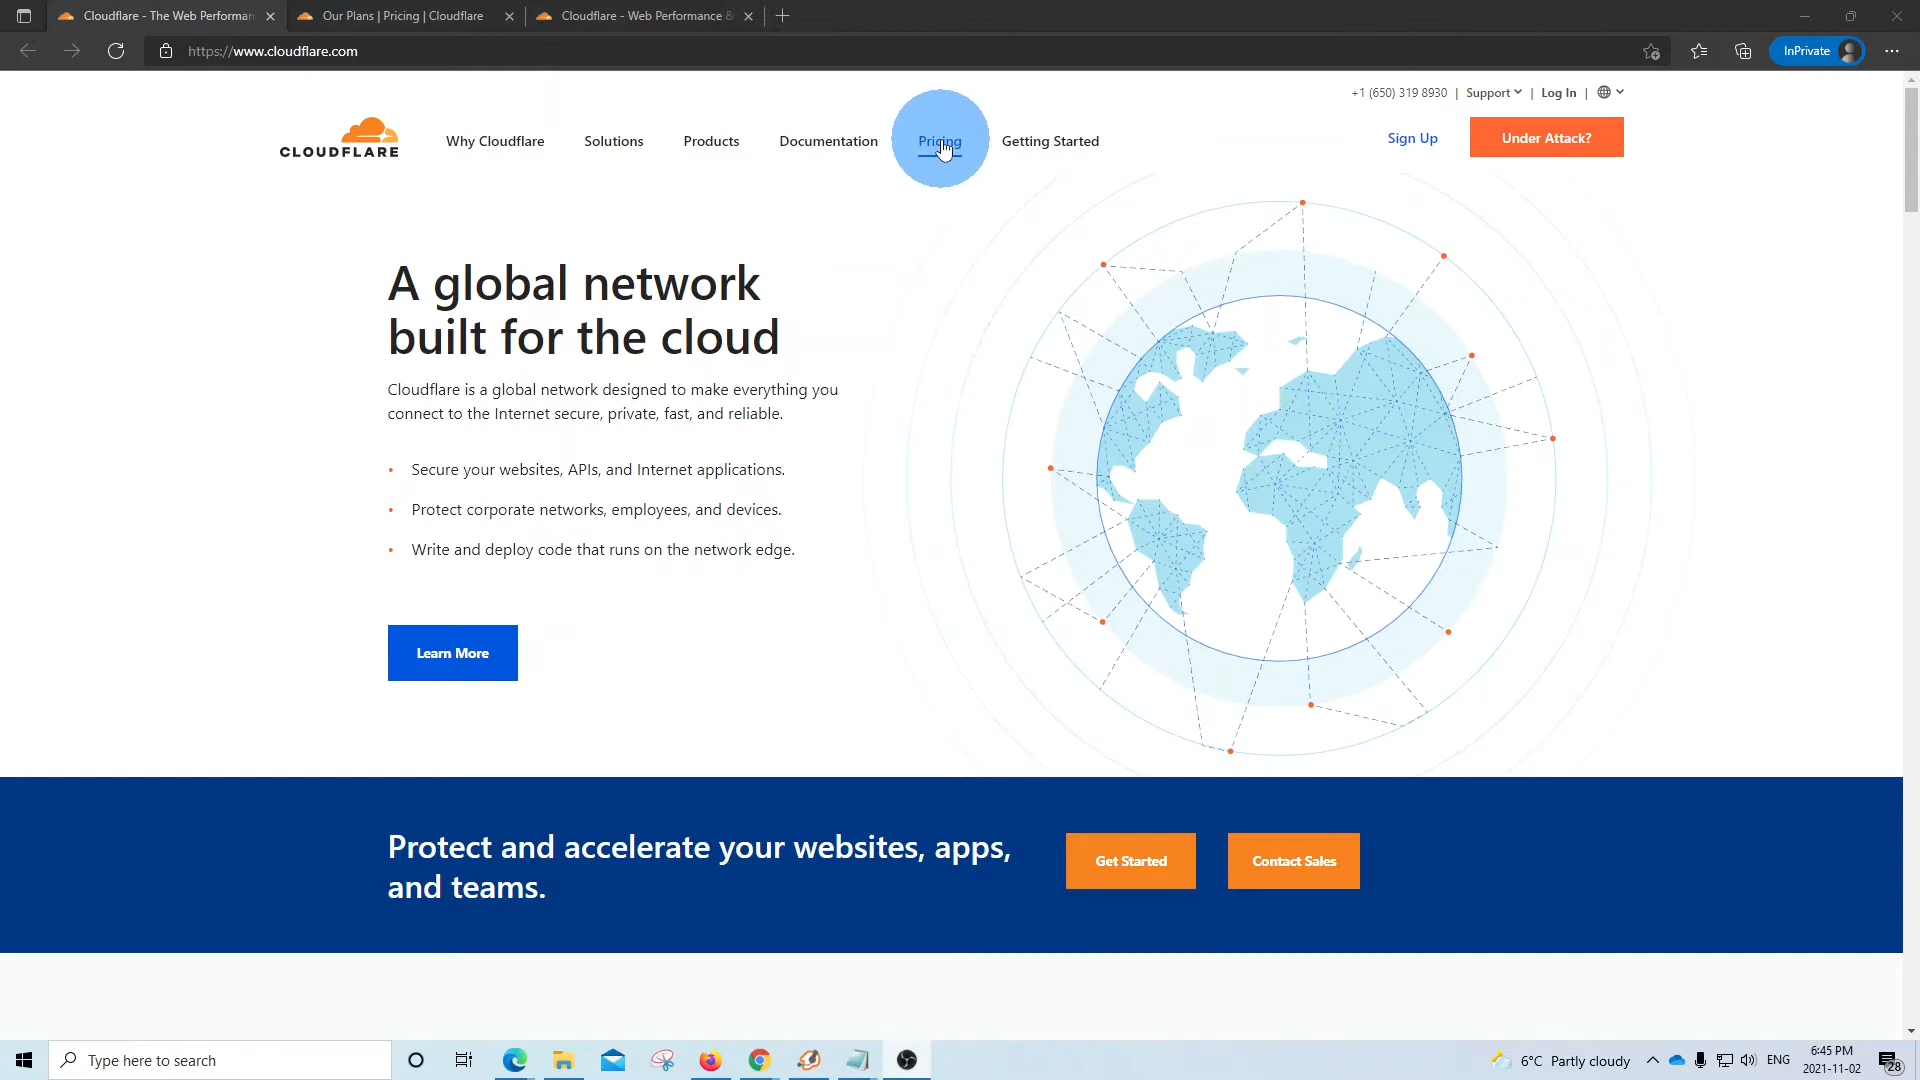 Cloudflare - The Web Performan
Our Plans | Pricing | Cloudflare
Cloudflare - Web Performance &
https://www.cloudflare.com
InPrivate
+1 (650) 319 8930 | Support | Log In |
CLOUDFLARE
Why Cloudflare
Solutions
Products
Documentation
Pricing
Getting Started
Sign Up
Under Attack?
A global network
built for the cloud
Cloudflare is a global network designed to make everything you
connect to the Internet secure, private, fast, and reliable.
• Secure your websites, APIs, and Internet applications.
• Protect corporate networks, employees, and devices.
• Write and deploy code that runs on the network edge.
Learn More
Protect and accelerate your websites, apps,
and teams.
Get Started
Contact Sales
Type here to search
6°C Partly cloudy
ENG
6:45 PM
2021-11-02
28